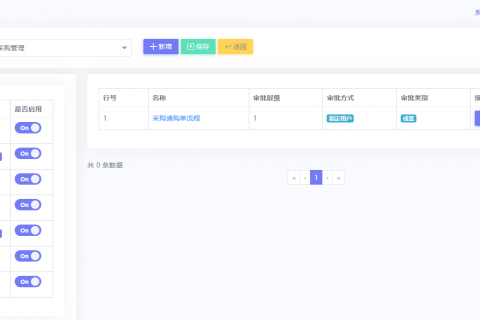 采购管理
新增
保存
返回
是否启用
On
On
On
On
On
On
On
行号 名称 审批层级 审批方式 审批类别
1 采购请购单流程 1 指定用户 或签
共 0 条数据
« ‹ 1 › »